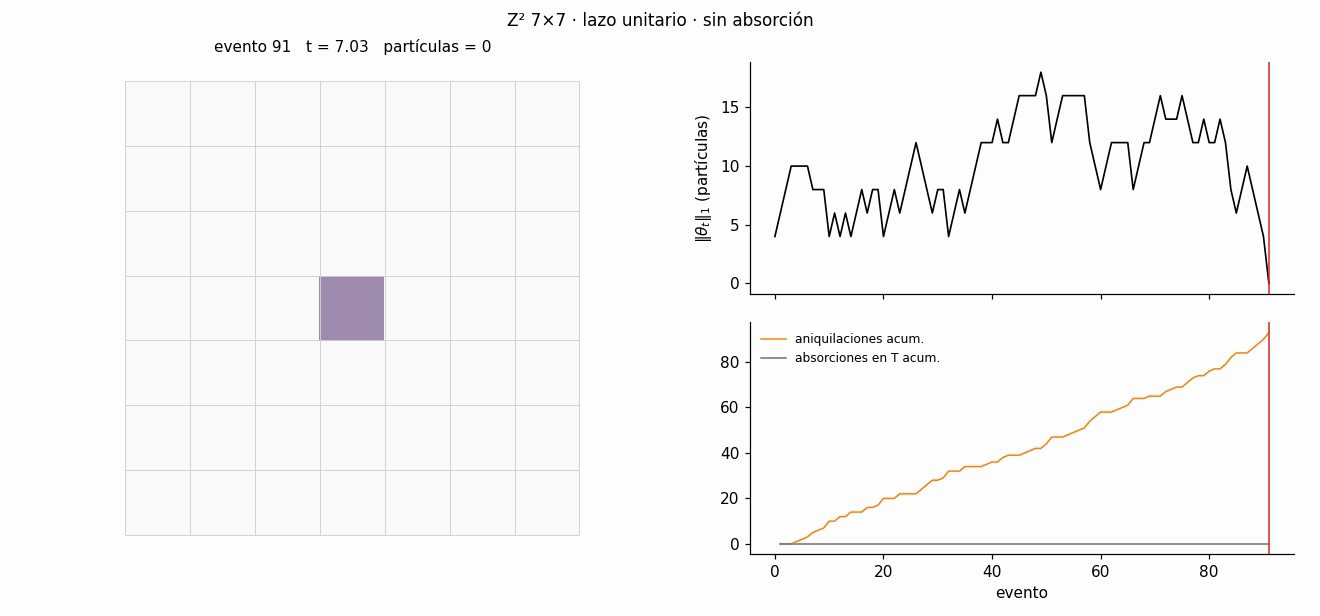 Z² 7×7 · lazo unitario · sin absorción
evento 91   t = 7.03   partículas = 0
‖θₜ‖₁ (partículas)
15
10
5
0
aniquilaciones acum.
absorciones en T acum.
80
60
40
20
0
0 20 40 60 80
evento